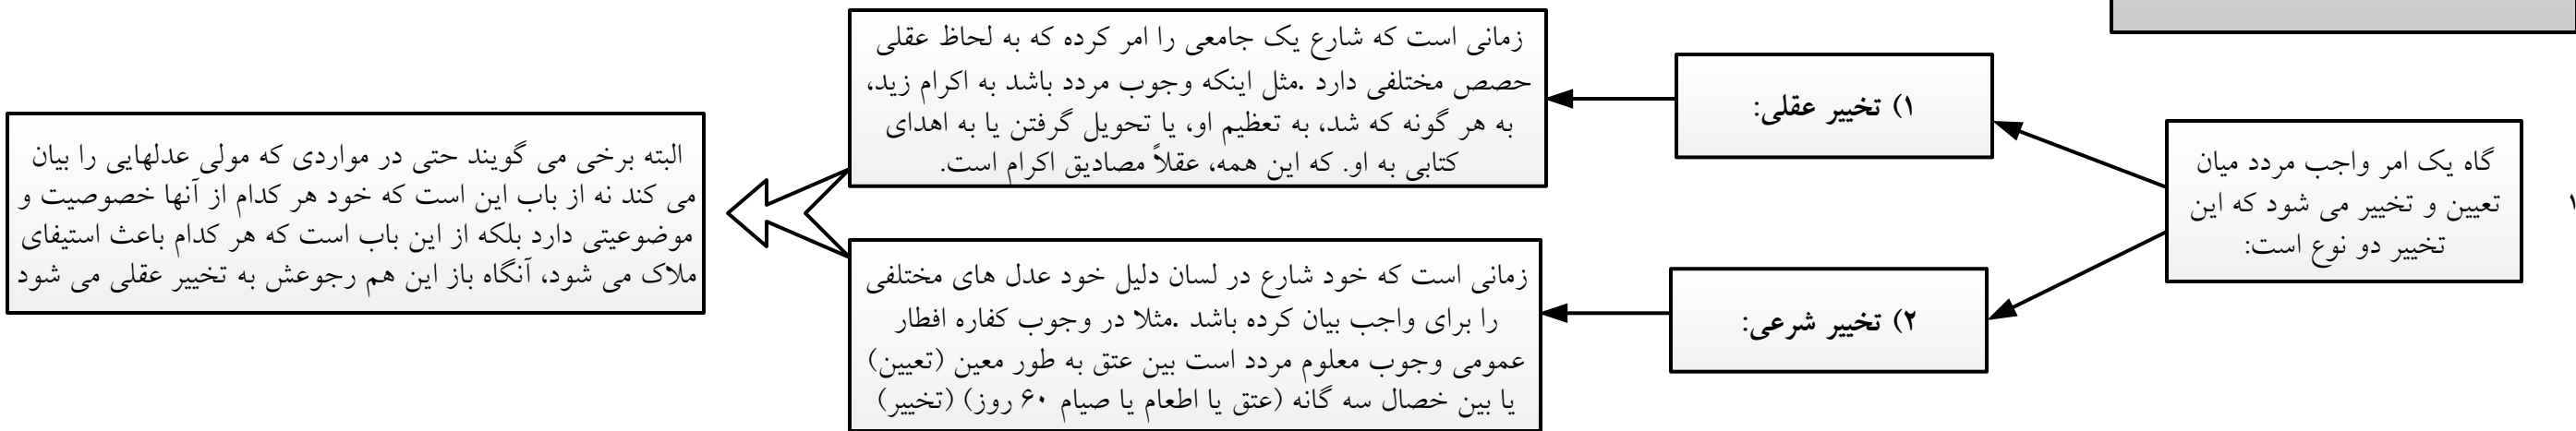 گاه یک امر واجب مردد میان
تعیین و تخییر می شود که این
تخییر دو نوع است:
۱) تخییر عقلی:
زمانی است که شارع یک جامعی را امر کرده که به لحاظ عقلی
حصص مختلفی دارد .مثل اینکه وجوب مردد باشد به اکرام زید،
به هر گونه که شد، به تعظیم او، یا تحویل گرفتن یا به اهدای
کتابی به او. که این همه، عقلاً مصادیق اکرام است.
۲) تخییر شرعی:
زمانی است که خود شارع در لسان دلیل خود عدل های مختلفی
را برای واجب بیان کرده باشد .مثلا در وجوب کفاره افطار
عمومی وجوب معلوم مردد است بین عتق به طور معین (تعیین)
یا بین خصال سه گانه (عتق یا اطعام یا صیام ۶۰ روز) (تخییر)
البته برخی می گویند حتی در مواردی که مولی عدلهایی را بیان
می کند نه از باب این است که خود هر کدام از آنها خصوصیت و
موضوعیتی دارد بلکه از این باب است که هر کدام باعث استیفای
ملاک می شود، آنگاه باز این هم رجوعش به تخییر عقلی می شود